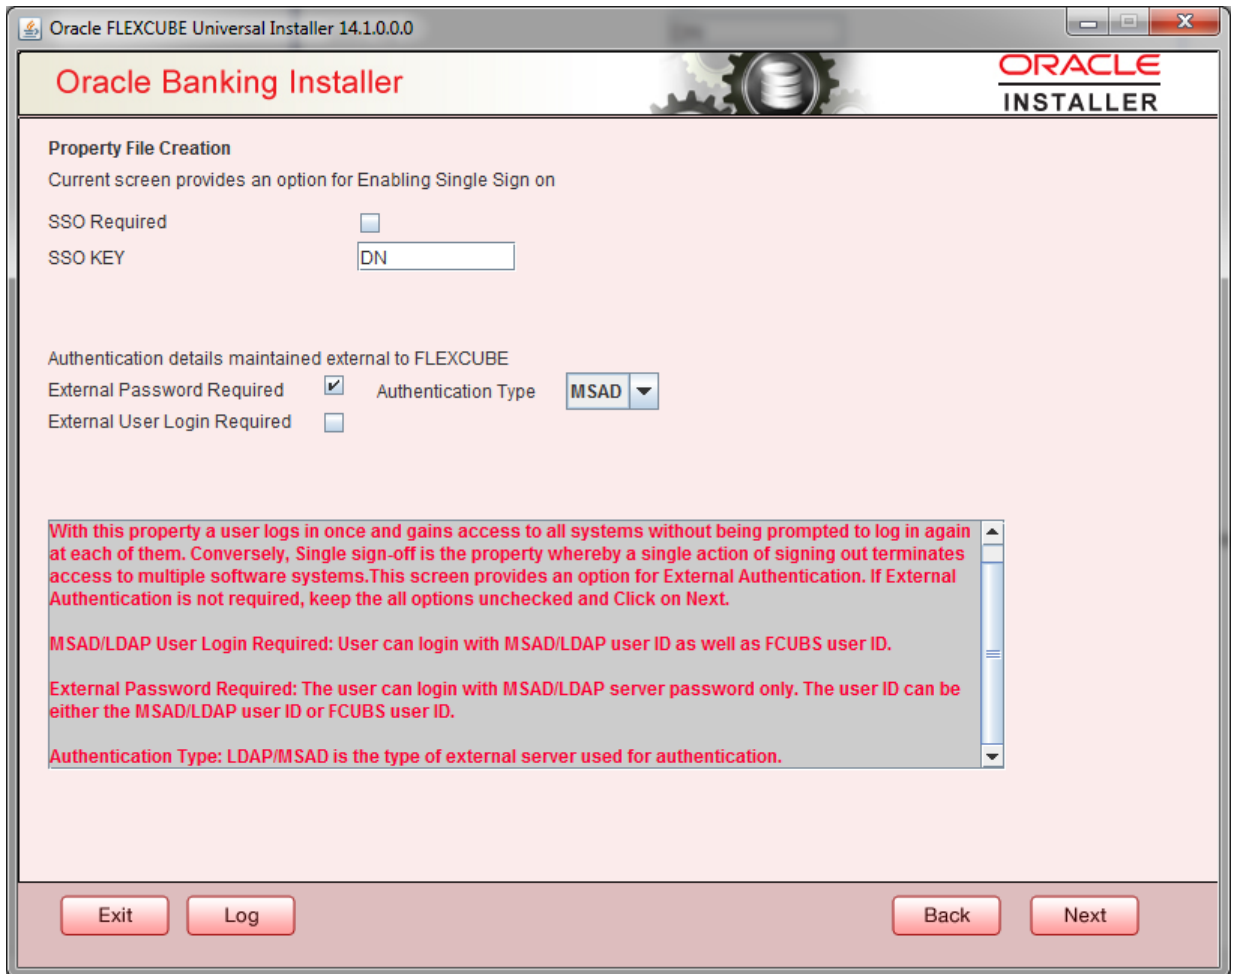 Oracle FLEXCUBE Universal Installer 14.1.0.0.0
Oracle Banking Installer
ORACLE
INSTALLER
Property File Creation
Current screen provides an option for Enabling Single Sign on
SSO Required
SSO KEY DN
Authentication details maintained external to FLEXCUBE
External Password Required Authentication Type MSAD
External User Login Required
With this property a user logs in once and gains access to all systems without being prompted to log in again
at each of them. Conversely, Single sign-off is the property whereby a single action of signing out terminates
access to multiple software systems.This screen provides an option for External Authentication. If External
Authentication is not required, keep the all options unchecked and Click on Next.
MSAD/LDAP User Login Required: User can login with MSAD/LDAP user ID as well as FCUBS user ID.
External Password Required: The user can login with MSAD/LDAP server password only. The user ID can be
either the MSAD/LDAP user ID or FCUBS user ID.
Authentication Type: LDAP/MSAD is the type of external server used for authentication.
Exit Log Back Next